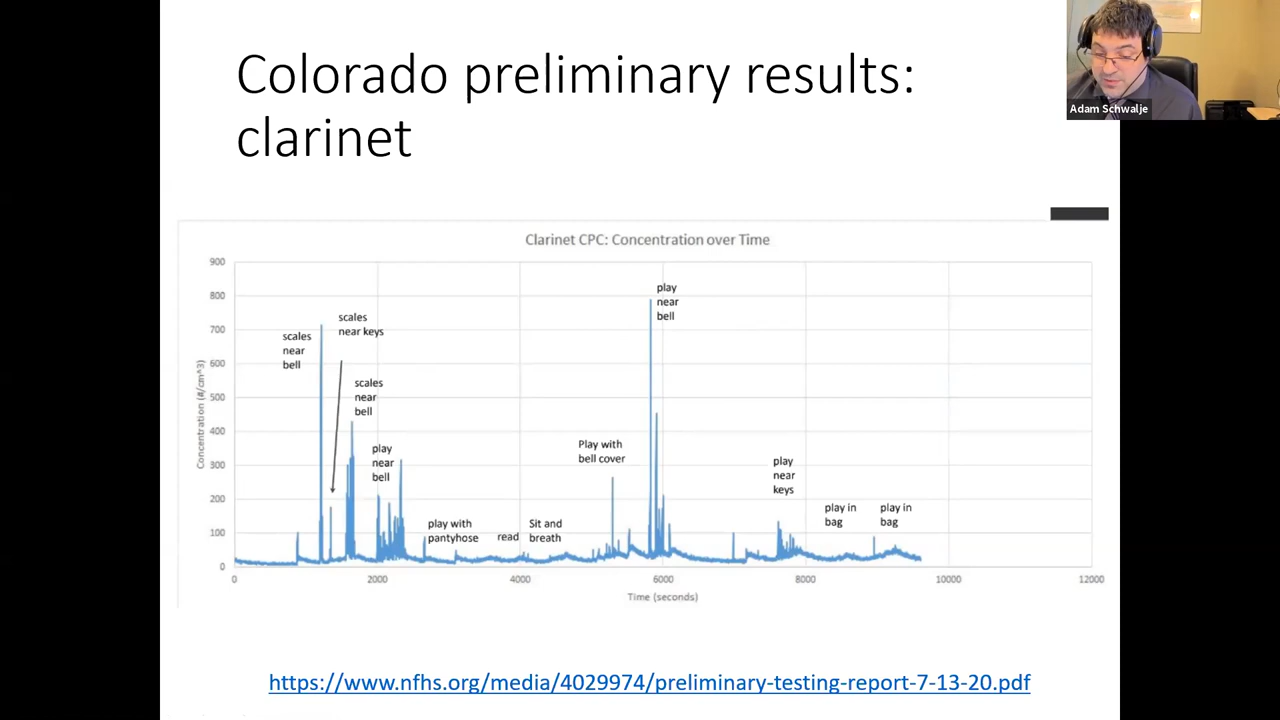 Colorado preliminary results:
clarinet
Adam Schwalje
Clarinet CPC: Concentration over Time
Concentration (#/cm^3)
900
800
700
600
500
400
300
200
100
0
scales
near
bell
scales
near keys
scales
near
bell
play
near
bell
play with
pantyhose
read
Sit and
breath
Play with
bell cover
play
near
bell
play
near
keys
play in
bag
play in
bag
0
2000
4000
6000
8000
10000
12000
Time (seconds)
https://www.nfhs.org/media/4029974/preliminary-testing-report-7-13-20.pdf